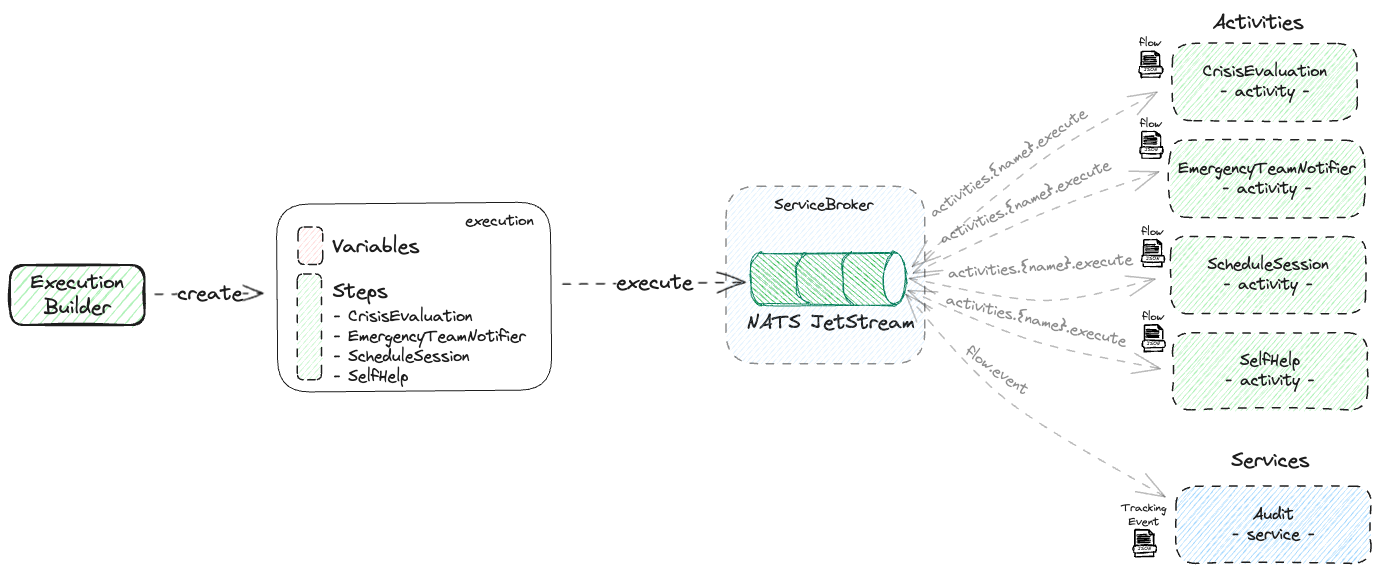 Activities
flow
JSON
CrisisEvaluation
- activity -
activities.{name}.execute
flow
JSON
EmergencyTeamNotifier
- activity -
activities.{name}.execute
ServiceBroker
execution
Variables
flow
JSON
ScheduleSession
- activity -
activities.{name}.execute
Execution
Builder
create
Steps
- CrisisEvaluation
- EmergencyTeamNotifier
- ScheduleSession
- SelfHelp
execute
NATS JetStream
activities.{name}.execute
flow
JSON
SelfHelp
- activity -
flow.event
Services
Tracking
Event
JSON
Audit
- service -